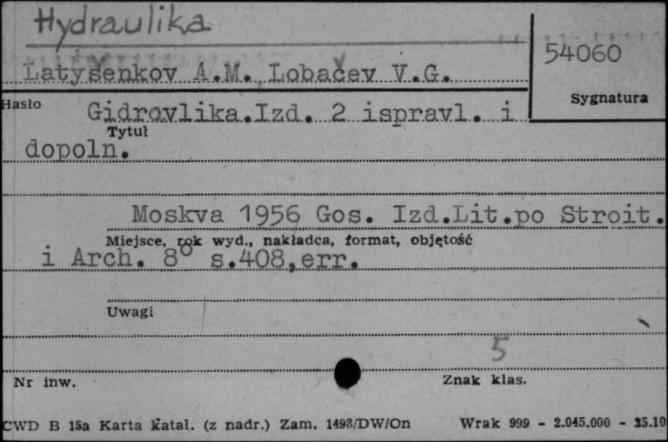 Hydraulika
54060
Latyšenkov A.M. Lobačev V.G.
Hasło
Sygnatura
Gidravlika.Izd. 2 ispravl. i
Tytuł
dopoln.
Moskva 1956 Gos. Izd.Lit.po Stroit.
Miejsce, rok wyd., nakładca, format, objętość
i Arch. 8° s.408,err.
Uwagi
5
Nr inw.
Znak klas.
CWD B 15a Karta katal. (z nadr.) Zam. 1498/DW/On Wrak 999 - 2.045.000 - 25.10